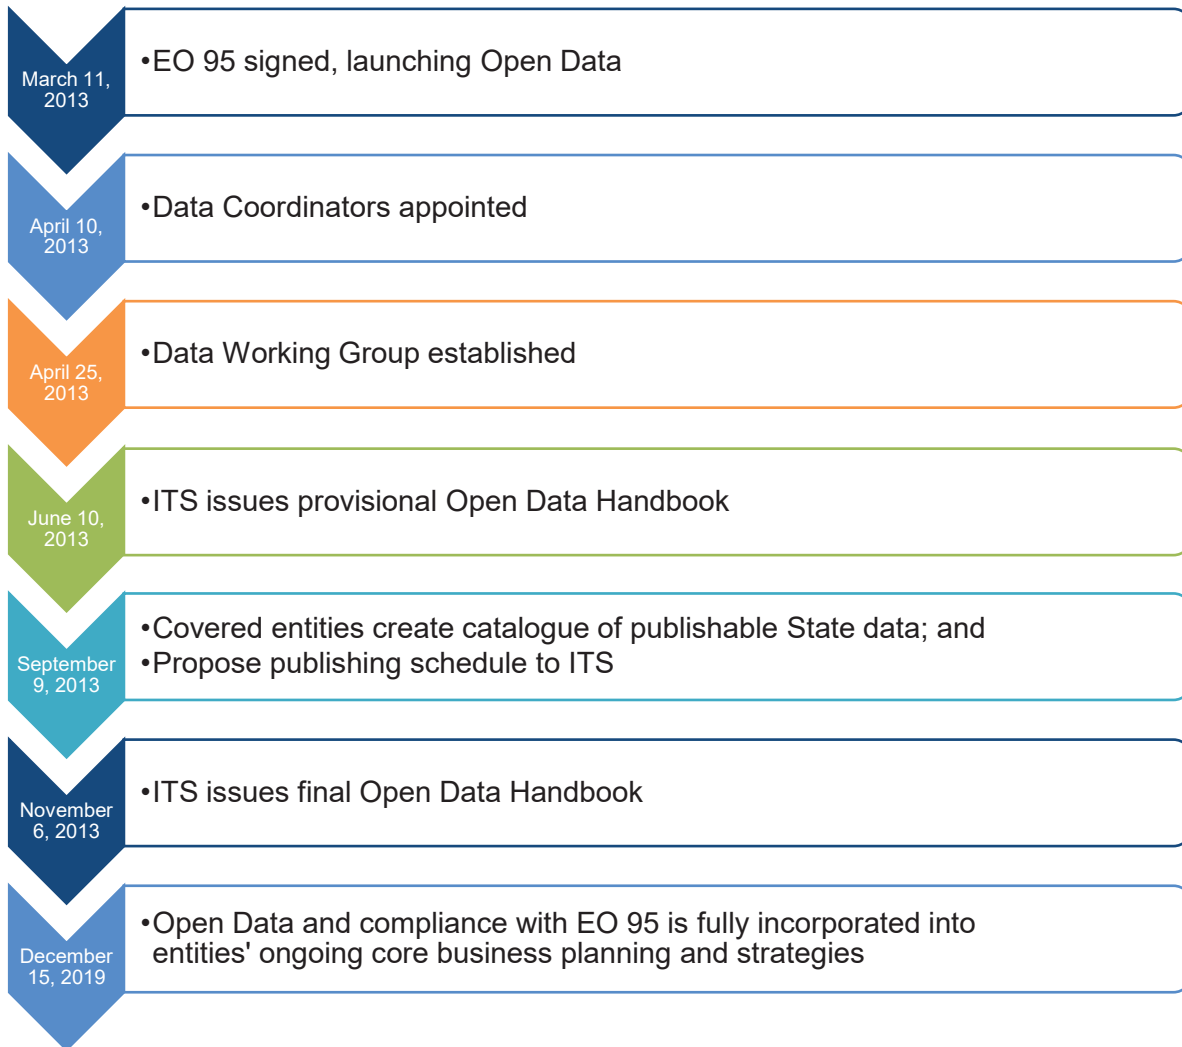 March 11,
2013
•EO 95 signed, launching Open Data
April 10,
2013
•Data Coordinators appointed
April 25,
2013
•Data Working Group established
June 10,
2013
•ITS issues provisional Open Data Handbook
September
9, 2013
•Covered entities create catalogue of publishable State data; and
•Propose publishing schedule to ITS
November
6, 2013
•ITS issues final Open Data Handbook
December
15, 2019
•Open Data and compliance with EO 95 is fully incorporated into
entities' ongoing core business planning and strategies